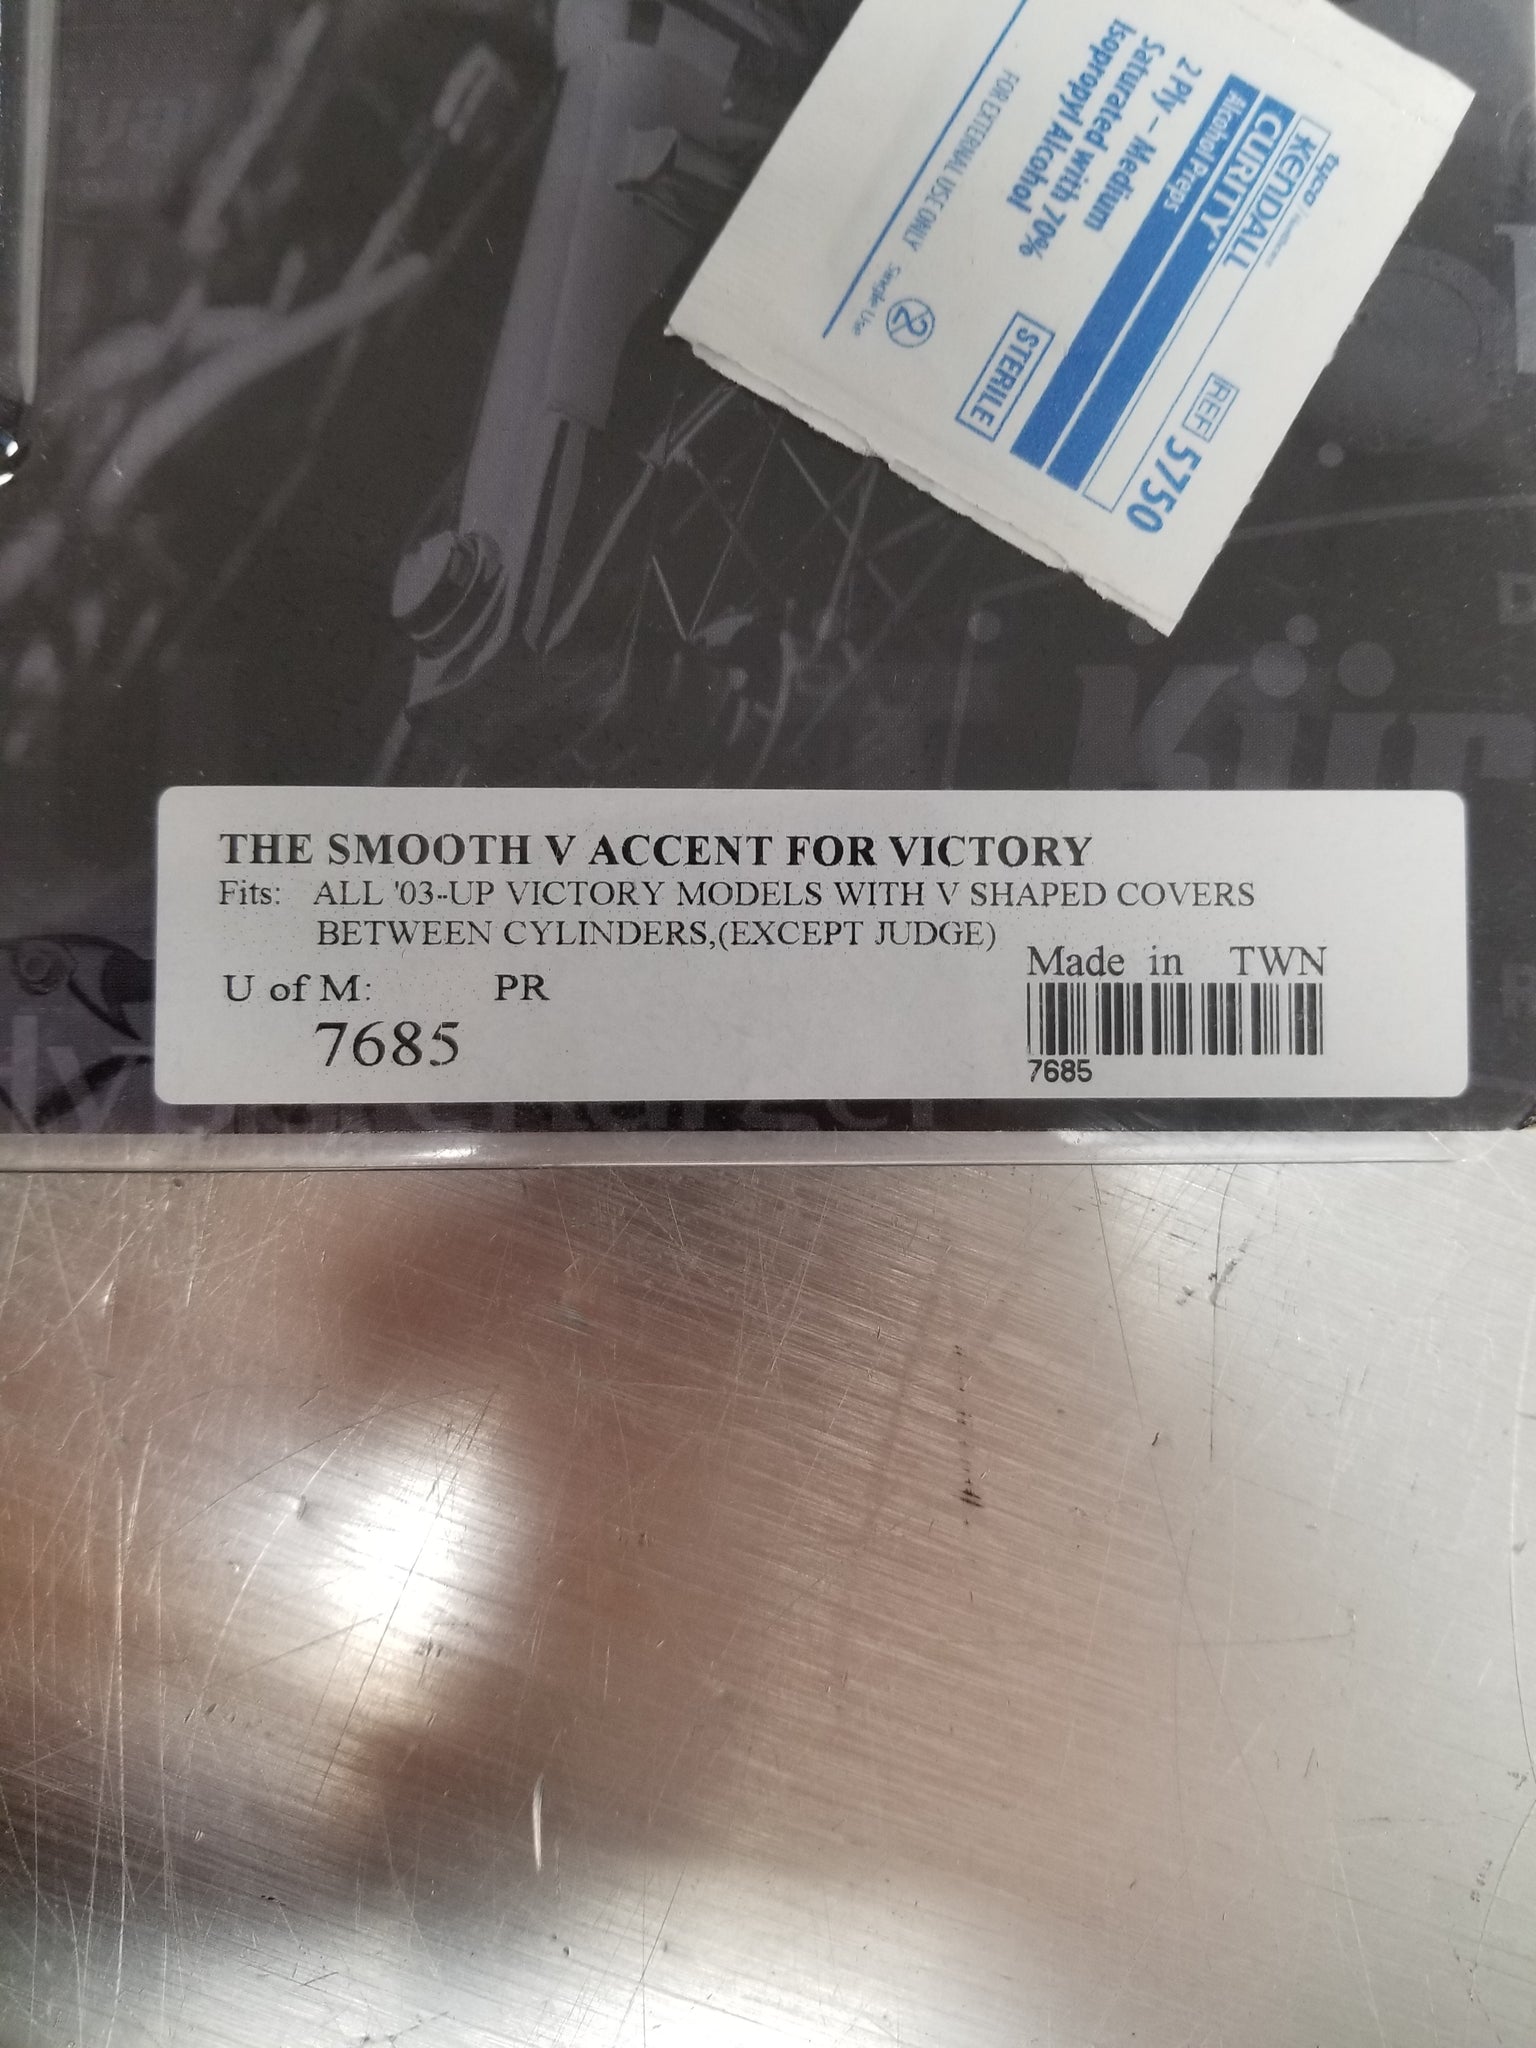 tyco
KENDALL
CURITY™
Alcohol Preps
2 Ply – Medium
Saturated with 70%
Isopropyl Alcohol
FOR EXTERNAL USE ONLY
Single Use
2
STERILE
REF 5750
THE SMOOTH V ACCENT FOR VICTORY
Fits: ALL '03-UP VICTORY MODELS WITH V SHAPED COVERS
BETWEEN CYLINDERS,(EXCEPT JUDGE)
Made in TWN
U of M: PR
7685
7685